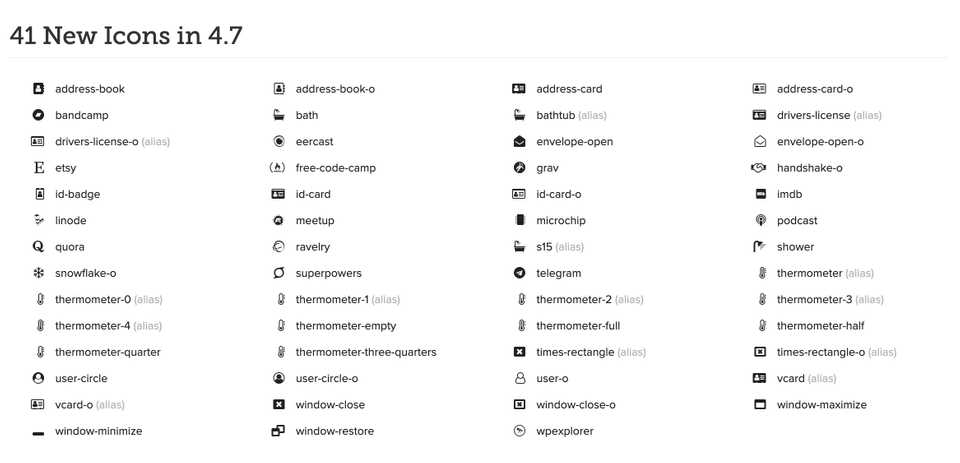 41 New Icons in 4.7
address-book address-book-o address-card address-card-o
bandcamp bath bathtub (alias) drivers-license (alias)
drivers-license-o (alias) eercast envelope-open envelope-open-o
etsy free-code-camp grav handshake-o
id-badge id-card id-card-o imdb
linode meetup microchip podcast
quora ravelry s15 (alias) shower
snowflake-o superpowers telegram thermometer (alias)
thermometer-0 (alias) thermometer-1 (alias) thermometer-2 (alias) thermometer-3 (alias)
thermometer-4 (alias) thermometer-empty thermometer-full thermometer-half
thermometer-quarter thermometer-three-quarters times-rectangle (alias) times-rectangle-o (alias)
user-circle user-circle-o user-o vcard (alias)
vcard-o (alias) window-close window-close-o window-maximize
window-minimize window-restore wpexplorer